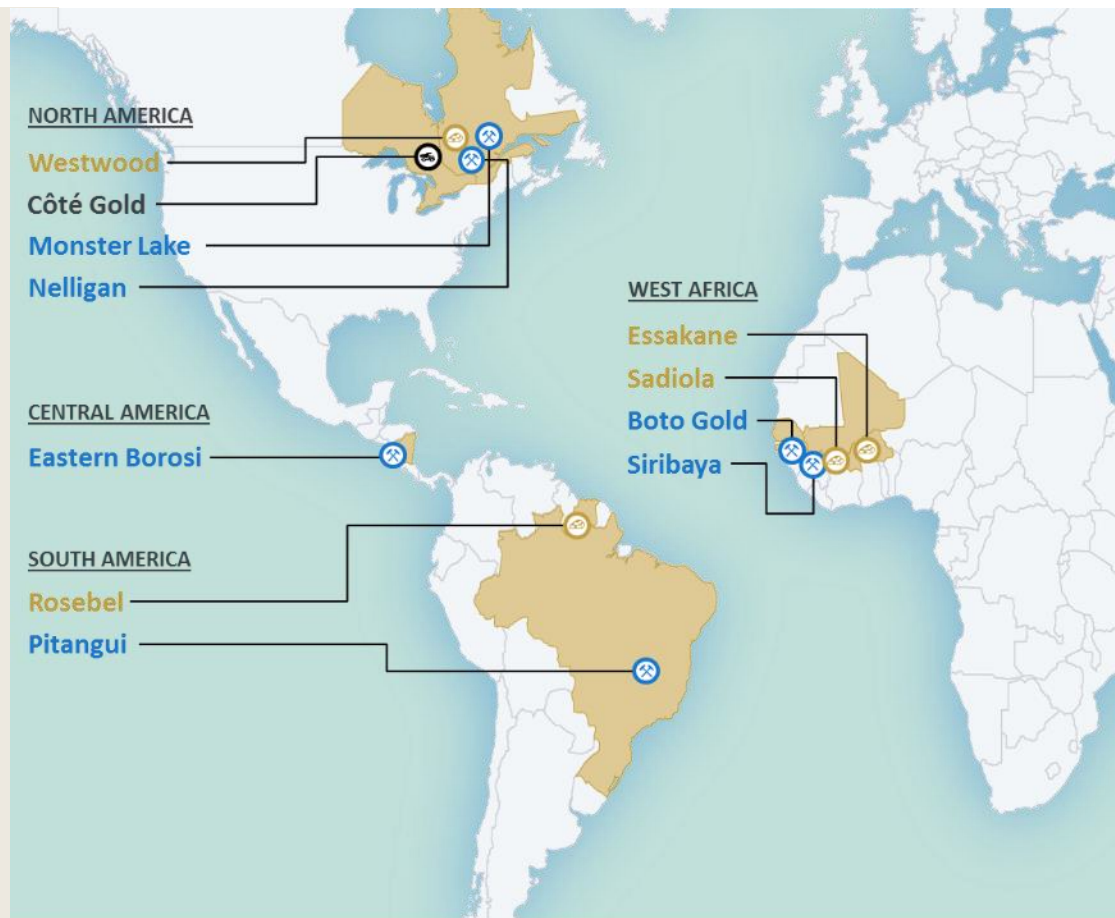 NORTH AMERICA
Westwood
Côté Gold
Monster Lake
Nelligan
CENTRAL AMERICA
Eastern Borosi
SOUTH AMERICA
Rosebel
Pitangui
WEST AFRICA
Essakane
Sadiola
Boto Gold
Siribaya